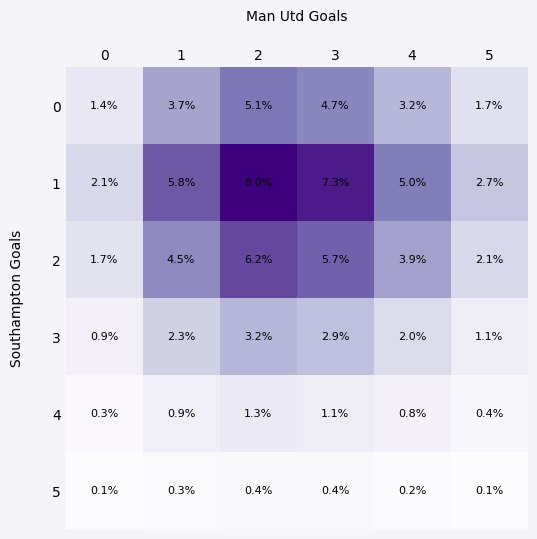 Man Utd Goals
0 1 2 3 4 5
0 1.4% 3.7% 5.1% 4.7% 3.2% 1.7%
1 2.1% 5.8% 8.0% 7.3% 5.0% 2.7%
2 1.7% 4.5% 6.2% 5.7% 3.9% 2.1%
3 0.9% 2.3% 3.2% 2.9% 2.0% 1.1%
4 0.3% 0.9% 1.3% 1.1% 0.8% 0.4%
5 0.1% 0.3% 0.4% 0.4% 0.2% 0.1%
Southampton Goals